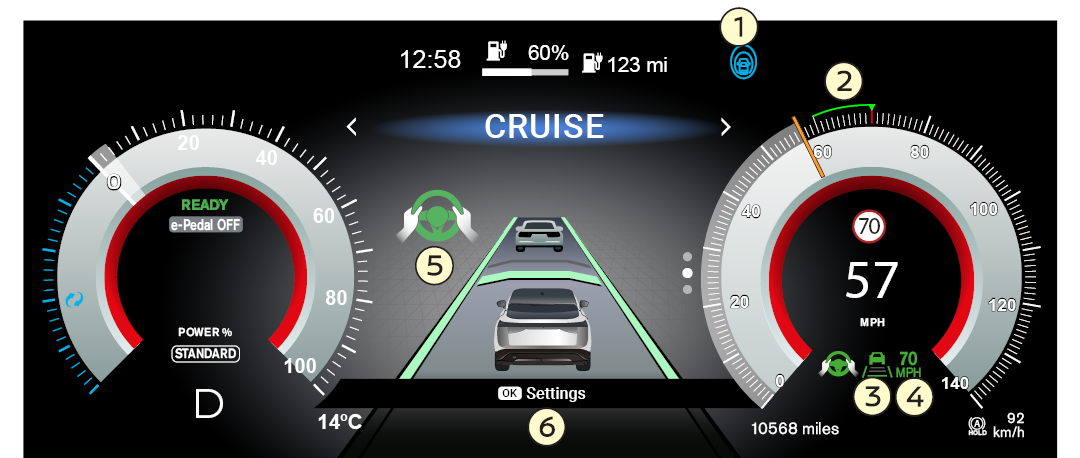 1
12:58
60%
123 mi
2
CRUISE
0
20
40
60
80
100
READY
e-Pedal OFF
POWER %
STANDARD
D
14°C
5
OK Settings
6
0
20
40
60
80
100
120
140
70
57
MPH
70
MPH
3
4
10568 miles
A
HOLD
92
km/h